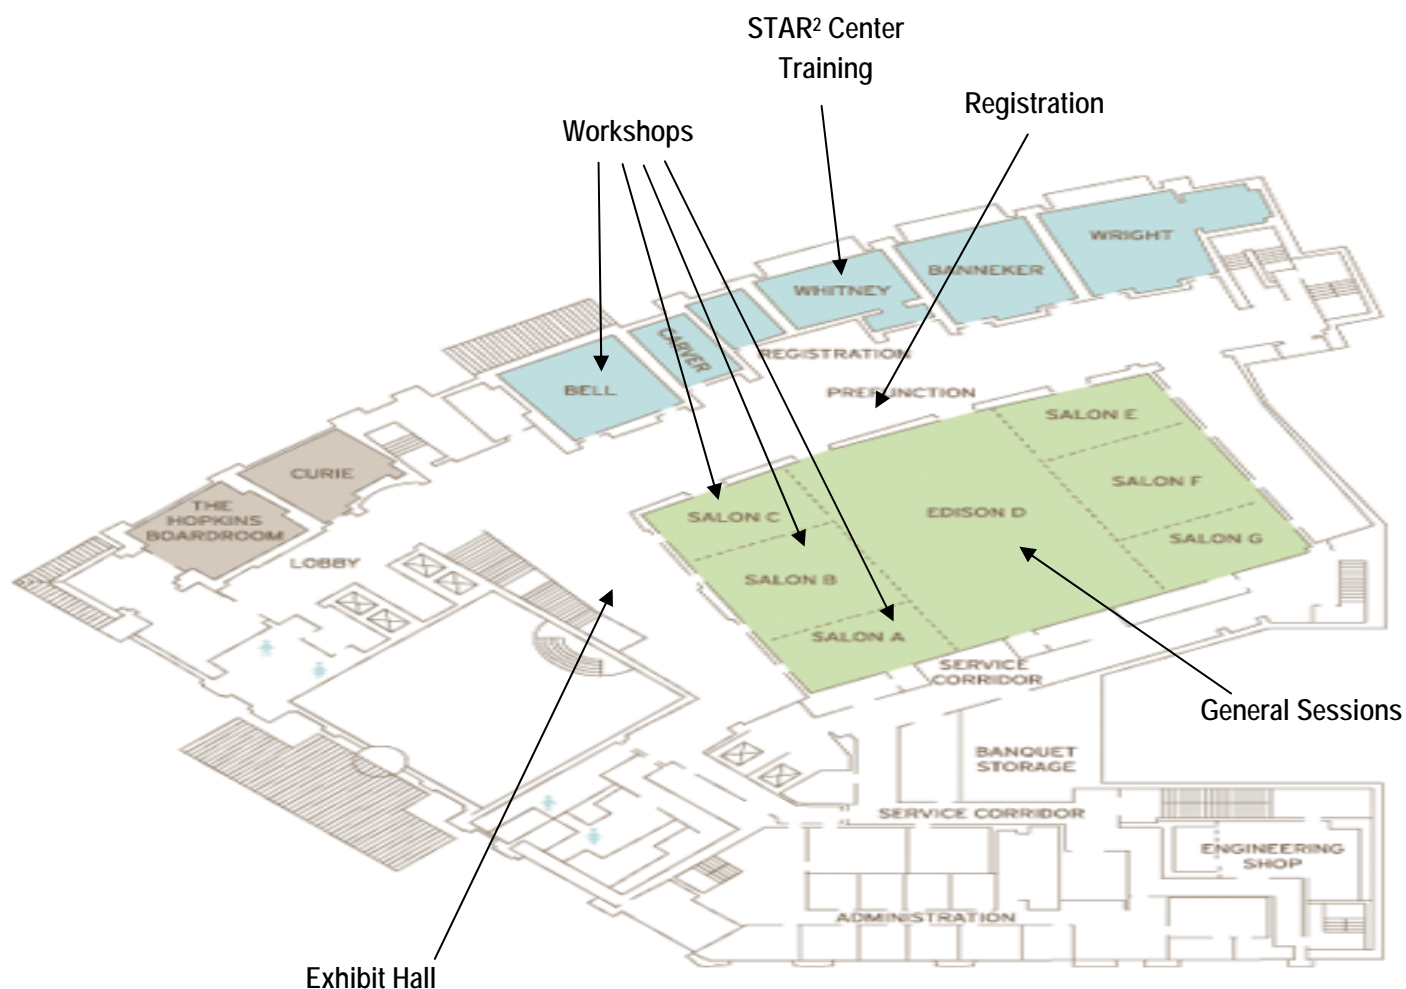 STAR² Center
Training
Registration
Workshops
WRIGHT
BANNEKER
WHITNEY
CARVER
REGISTRATION
BELL
PREFUNCTION
SALON E
CURIE
SALON F
THE
HOPKINS
BOARDROOM
SALON C
EDISON D
SALON G
LOBBY
SALON B
SALON A
SERVICE
CORRIDOR
General Sessions
BANQUET
STORAGE
SERVICE CORRIDOR
ENGINEERING
SHOP
ADMINISTRATION
Exhibit Hall